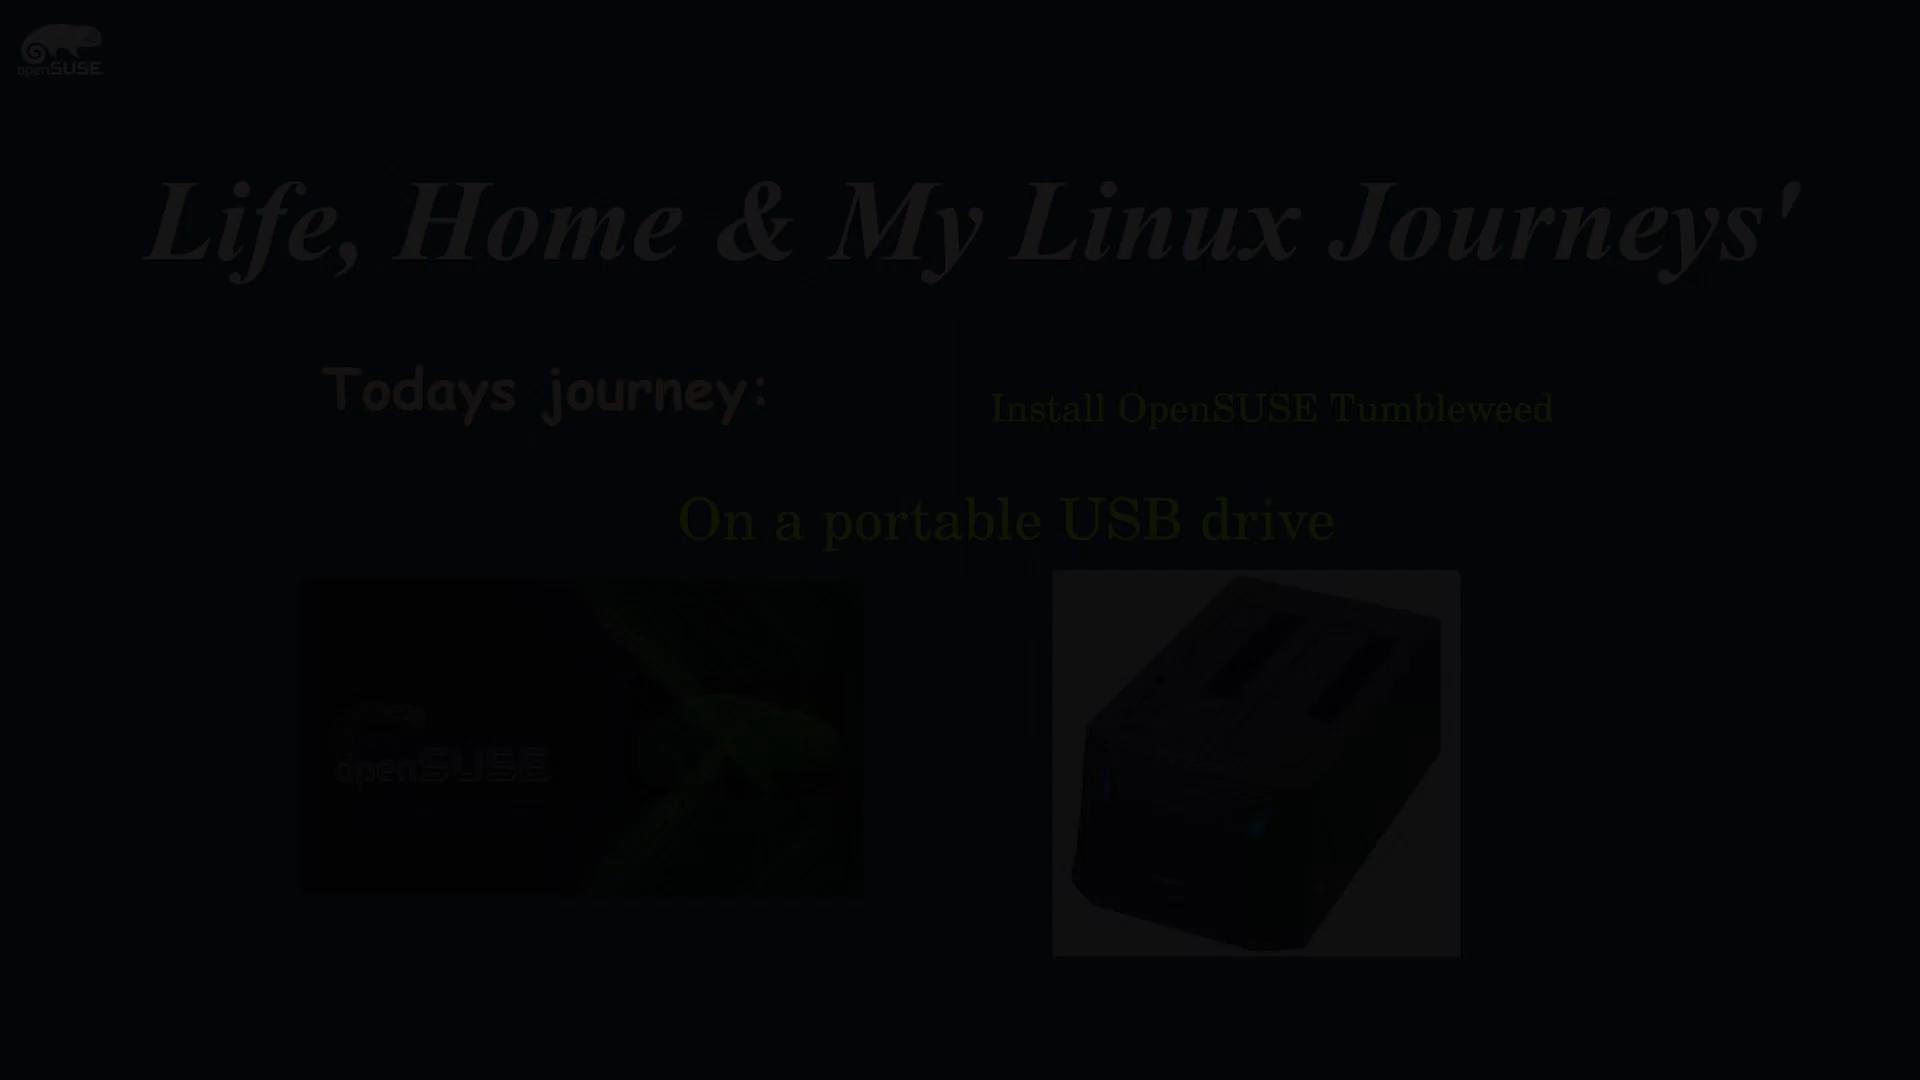 openSUSE
Life, Home & My Linux Journeys'
Todays journey:
Install OpenSUSE Tumbleweed
On a portable USB drive
openSUSE